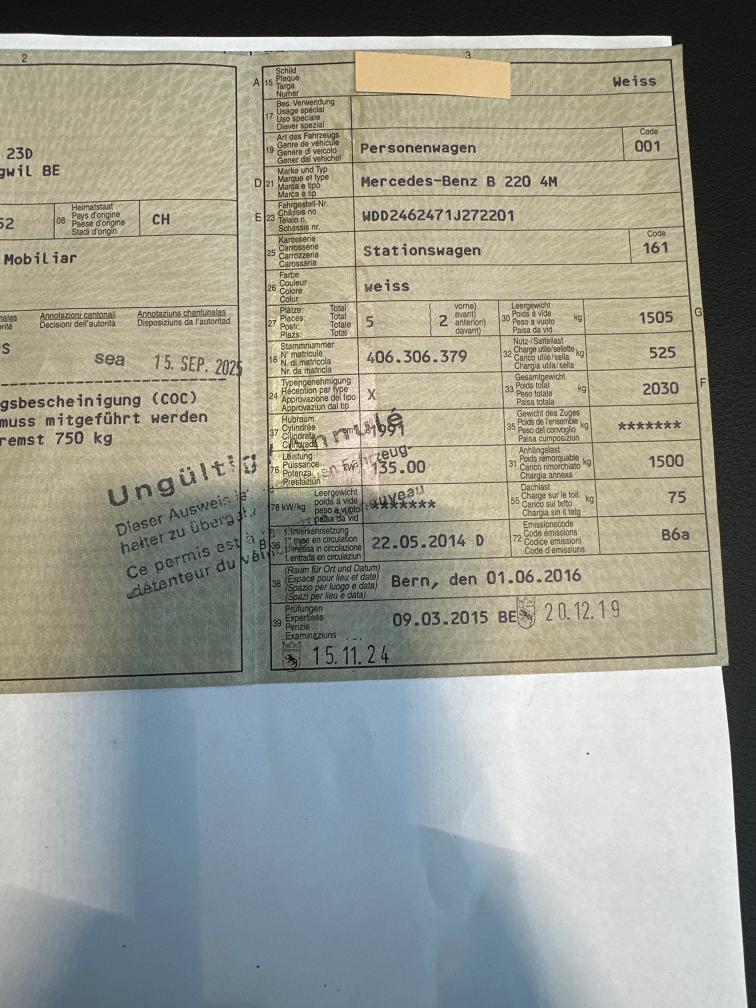 2
23D
gwil BE
52
08
Heimatstaat
Pays d'origine
Paese d'origine
Stadi d'origin
CH
Mobiliar
Annotazioni cantonali
Decisioni dell'autorità
Annotaziuns chantunalas
Disposiziuns da l'autoritad
S
sea
15. SEP. 2025
gsbescheinigung (COC)
muss mitgeführt werden
remst 750 kg
Ungültig
Annulé
Dieser Ausweis
Fahrzeug-
halter zu
Ce permis est à
nouveau
détenteur du
3
A
15
Schild
Plaque
Targa
Numer
Weiss
17
Bes. Verwendung
Usage spécial
Uso speciale
Diever spezial
19
Art des Fahrzeugs
Genre de véhicule
Genere di veicolo
Gener dal vehichel
Personenwagen
Code
001
D
21
Marke und Typ
Marque et type
Marca e tipo
Marca e tip
Mercedes-Benz B 220 4M
E
23
Fahrgestell-Nr.
Châssis no
Telaio n.
Schassis nr.
WDD2462471J272201
25
Karosserie
Carrosserie
Carrozzeria
Carossaria
Stationswagen
Code
161
26
Farbe
Couleur
Colore
Colur
weiss
27
Plätze: Total
Places: Total
Posti: Totale
Plazs: Total
5
2
vorne)
avant)
anteriori)
davant)
30
Leergewicht
Poids à vide
Peso a vuoto
Paisa da vid
kg
1505
G
18
Stammnummer
N° matricule
N. di matricola
Nr. da matricla
406.306.379
32
Nutz-/Sattellast
Charge utile/sellette
Carico utile/sella
Chargia utila/sella
kg
525
24
Typengenehmigung
Réception par type
Approvazione del tipo
Approvaziun dal tip
X
33
Gesamtgewicht
Poids total
Peso totale
Paisa totala
kg
2030
F
37
Hubraum
Cylindrée
Cilindrata
1991
35
Gewicht des Zuges
Poids de l'ensemble
Peso del convoglio
Paisa cumposiziun
kg
*******
76
Leistung
Puissance
Potenza
Prestaziun
kW
135.00
31
Anhängelast
Poids remorquable
Carico rimorchiato
Chargia annexa
kg
1500
78 kW/kg
Leergewicht
poids à vide
peso a vuoto
paisa da vid
********
55
Dachlast
Charge sur le toit
Carico sul tetto
Chargia sin il tetg
kg
75
B
36
1. Inverkehrsetzung
1re mise en circulation
1. messa in circolazione
1. entrada en circulaziun
22.05.2014 D
72
Emissionscode
Code émissions
Codice emissioni
Code d'emissiuns
B6a
38
(Raum für Ort und Datum)
(Espace pour lieu et date)
(Spazio per luogo e data)
(Spazi per lieu e data)
Bern, den 01.06.2016
39
Prüfungen
Expertises
Perizie
Examinaziuns
09.03.2015 BE
20.12.19
15.11.24